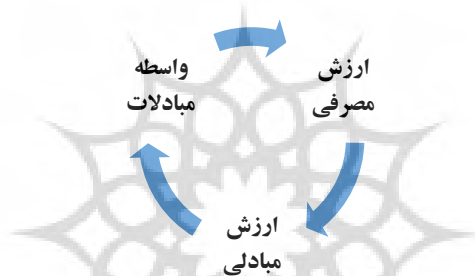 ارزش
مصرفی
ارزش
مبادلی
واسطه
مبادلات